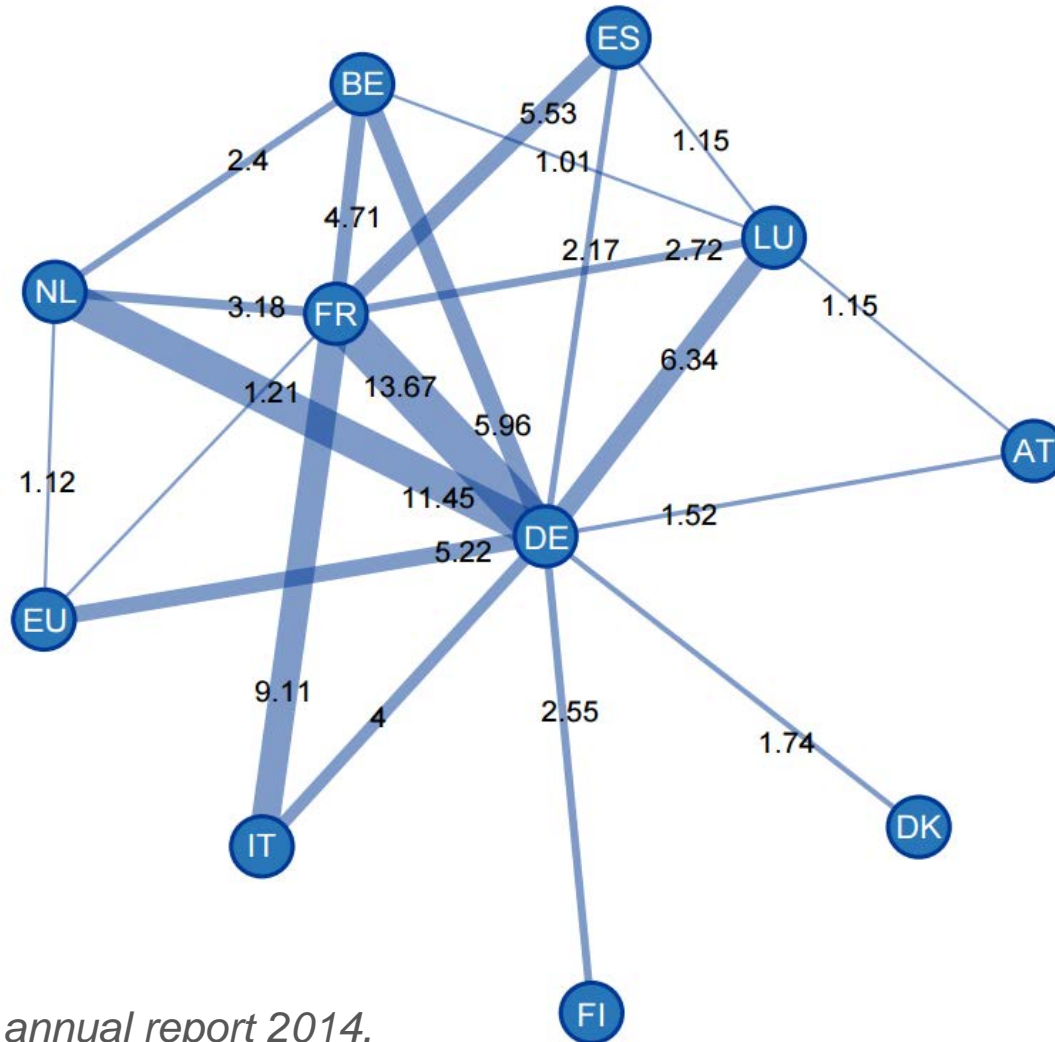 ES
BE
5.53
1.15
2.4
1.01
4.71
LU
2.17
2.72
NL
3.18
FR
1.15
6.34
13.67
1.21
5.96
AT
1.12
11.45
1.52
DE
5.22
EU
9.11
4
2.55
1.74
DK
IT
FI
annual report 2014.